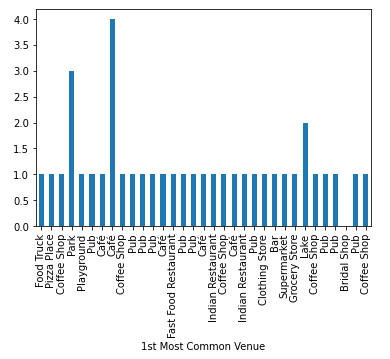 4.0
3.5
3.0
2.5
2.0
1.5
1.0
0.5
0.0
Food Truck
Pizza Place
Coffee Shop
Park
Playground
Pub
Café
Café
Coffee Shop
Pub
Pub
Pub
Café
Fast Food Restaurant
Pub
Pub
Café
Indian Restaurant
Coffee Shop
Café
Indian Restaurant
Pub
Clothing Store
Bar
Supermarket
Grocery Store
Lake
Coffee Shop
Pub
Pub
Bridal Shop
Pub
Coffee Shop
1st Most Common Venue